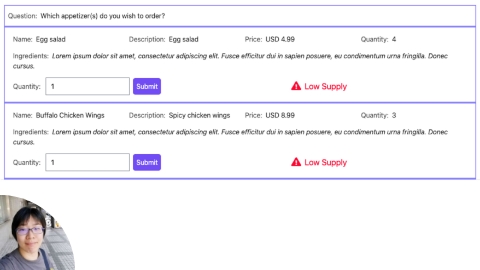 Question: Which appetizer(s) do you wish to order?
Name: Egg salad Description: Egg salad Price: USD 4.99 Quantity: 4
Ingredients: Lorem ipsum dolor sit amet, consectetur adipiscing elit. Fusce efficitur dui in sapien posuere, eu condimentum urna fringilla. Donec
cursus.
Quantity: 1 Submit Low Supply
Name: Buffalo Chicken Wings Description: Spicy chicken wings Price: USD 8.99 Quantity: 3
Ingredients: Lorem ipsum dolor sit amet, consectetur adipiscing elit. Fusce efficitur dui in sapien posuere, eu condimentum urna fringilla. Donec
cursus.
Quantity: 1 Submit Low Supply